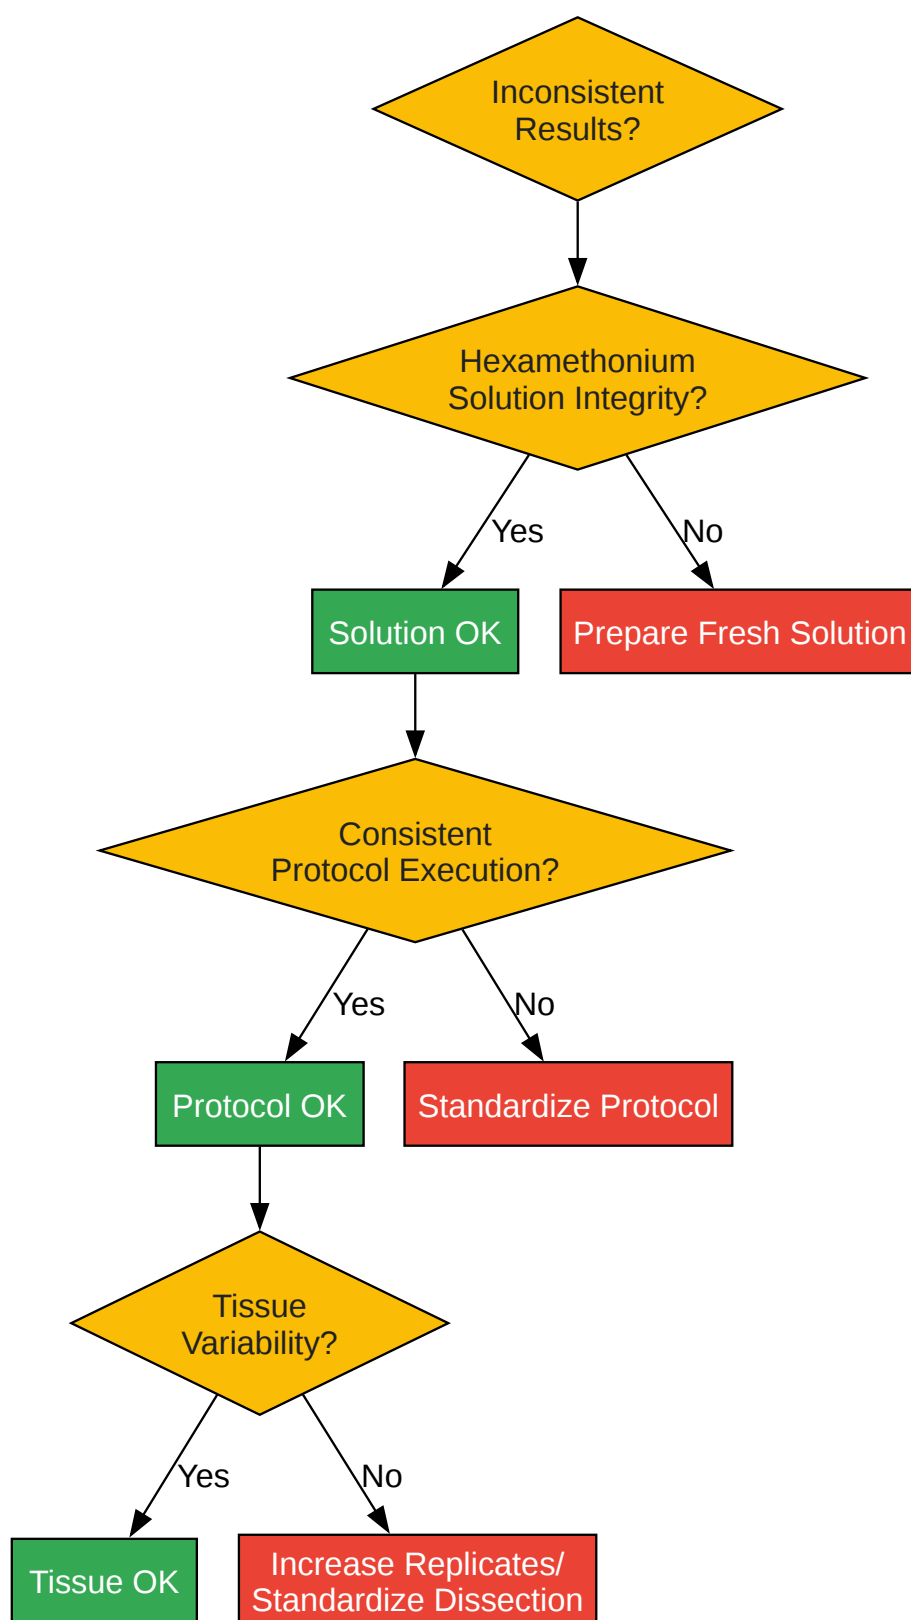 Inconsistent
Results?
Hexamethonium
Solution Integrity?
Yes
No
Solution OK
Prepare Fresh Solution
Consistent
Protocol Execution?
Yes
No
Protocol OK
Standardize Protocol
Tissue
Variability?
Yes
No
Tissue OK
Increase Replicates/
Standardize Dissection